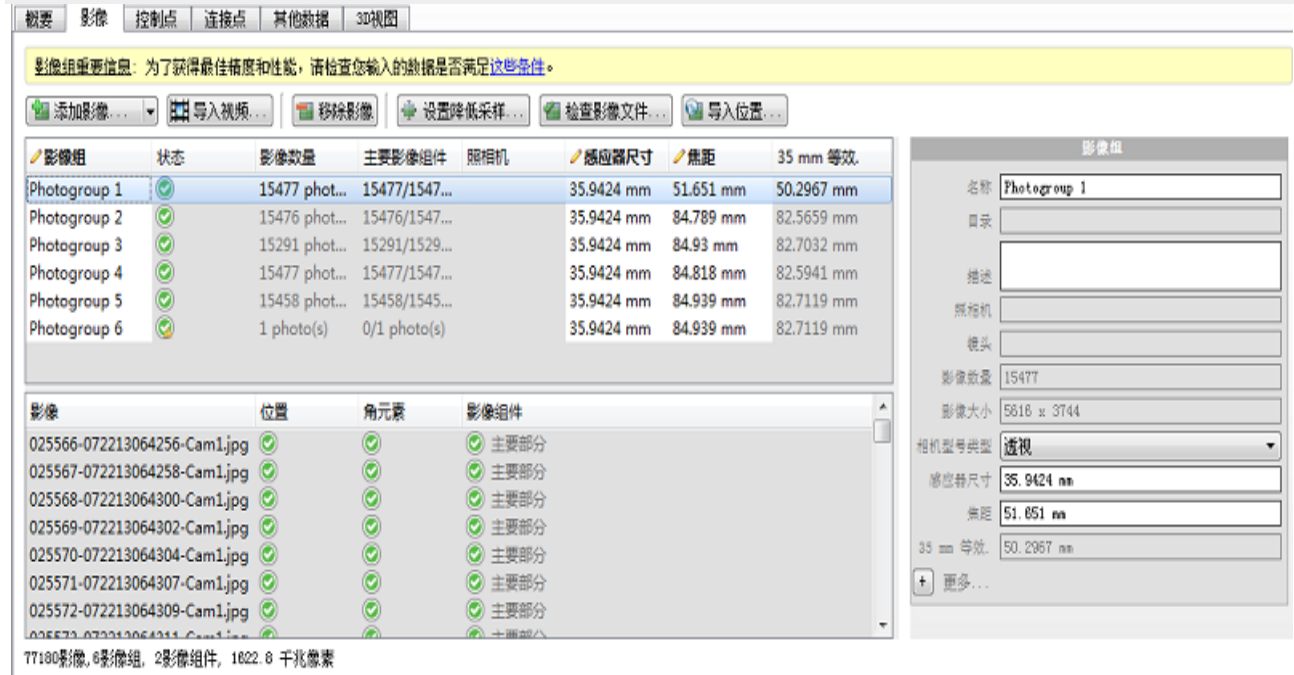 概要 影像 控制点 连接点 其他数据 3D视图
影像组重要信息: 为了获得最佳精度和性能，请检查您输入的数据是否满足这些条件。
添加影像... 导入视频... 移除影像 设置降低采样... 检查影像文件... 导入位置...
影像组 状态 影像数量 主要影像组件 照相机 感应器尺寸 焦距 35 mm 等效.
Photogroup 1 15477 phot... 15477/1547... 35.9424 mm 51.651 mm 50.2967 mm
Photogroup 2 15476 phot... 15476/1547... 35.9424 mm 84.789 mm 82.5659 mm
Photogroup 3 15291 phot... 15291/1529... 35.9424 mm 84.93 mm 82.7032 mm
Photogroup 4 15477 phot... 15477/1547... 35.9424 mm 84.818 mm 82.5941 mm
Photogroup 5 15458 phot... 15458/1545... 35.9424 mm 84.939 mm 82.7119 mm
Photogroup 6 1 photo(s) 0/1 photo(s) 35.9424 mm 84.939 mm 82.7119 mm
影像 位置 角元素 影像组件
025566-072213064256-Cam1.jpg 主要部分
025567-072213064258-Cam1.jpg 主要部分
025568-072213064300-Cam1.jpg 主要部分
025569-072213064302-Cam1.jpg 主要部分
025570-072213064304-Cam1.jpg 主要部分
025571-072213064307-Cam1.jpg 主要部分
025572-072213064309-Cam1.jpg 主要部分
025573-072213064311-Cam1.jpg 主要部分
影像组
名称 Photogroup 1
目录
描述
照相机
镜头
影像数量 15477
影像大小 5616 x 3744
相机型号类型 透视
感应器尺寸 35.9424 mm
焦距 51.651 mm
35 mm 等效. 50.2967 mm
+ 更多...
77180影像,6影像组, 2影像组件, 1622.8 千兆像素